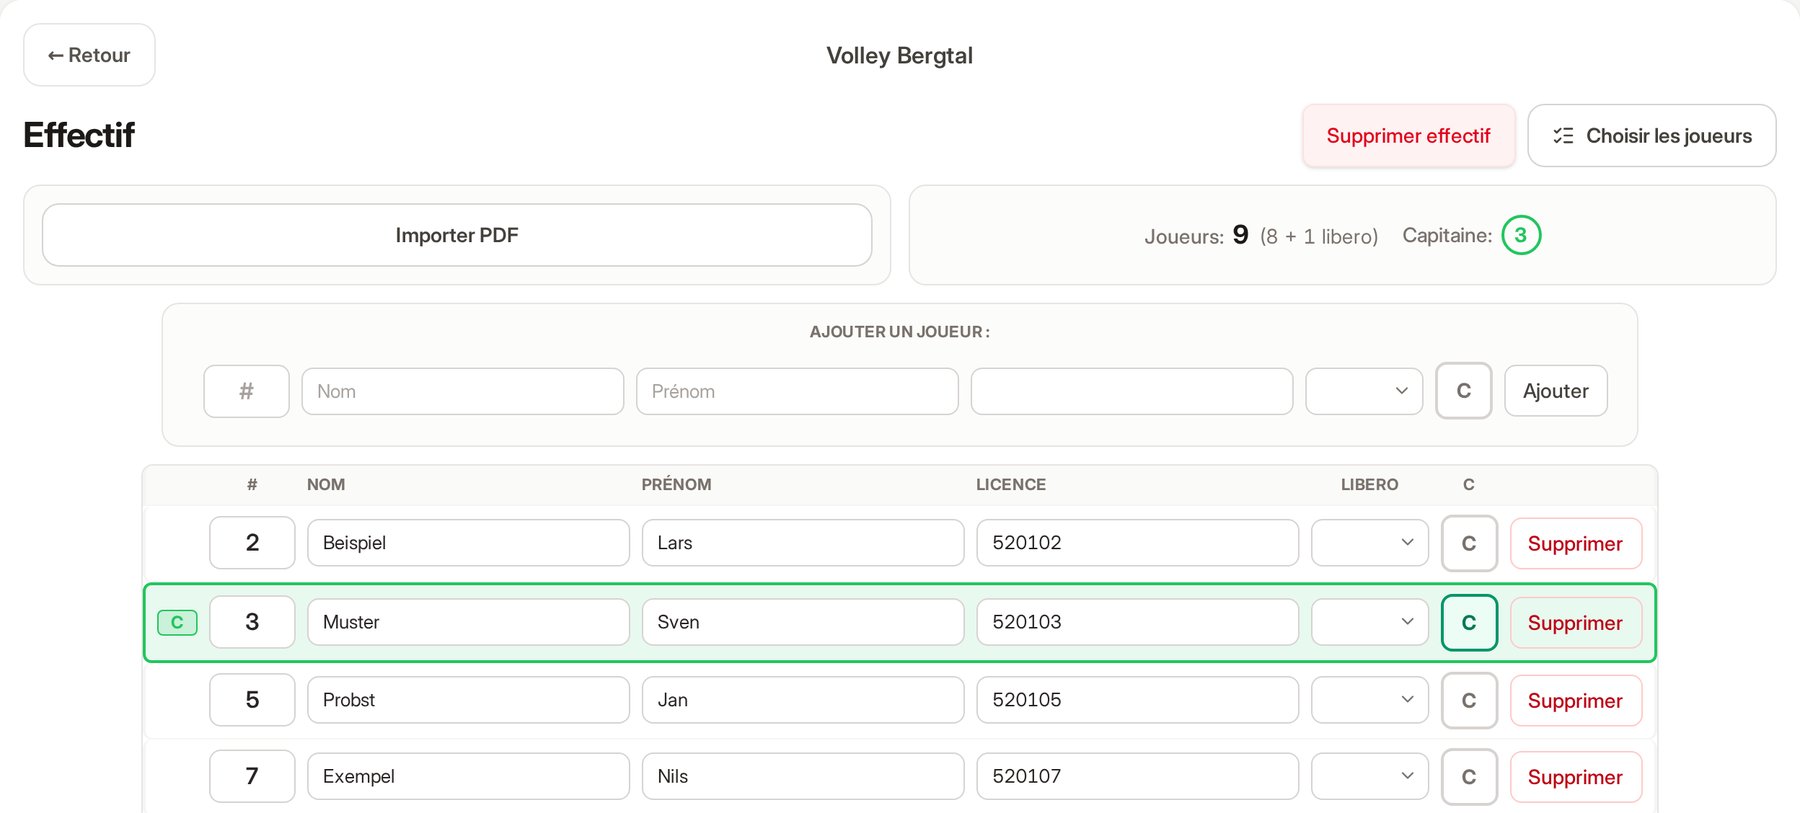 ← Retour
Volley Bergtal
Effectif
Supprimer effectif
Choisir les joueurs
Importer PDF
Joueurs: 9 (8 + 1 libero) Capitaine: 3
AJOUTER UN JOUEUR :
# Nom Prénom C Ajouter
# NOM PRÉNOM LICENCE LIBERO C
2 Beispiel Lars 520102 C Supprimer
C 3 Muster Sven 520103 C Supprimer
5 Probst Jan 520105 C Supprimer
7 Exempel Nils 520107 C Supprimer